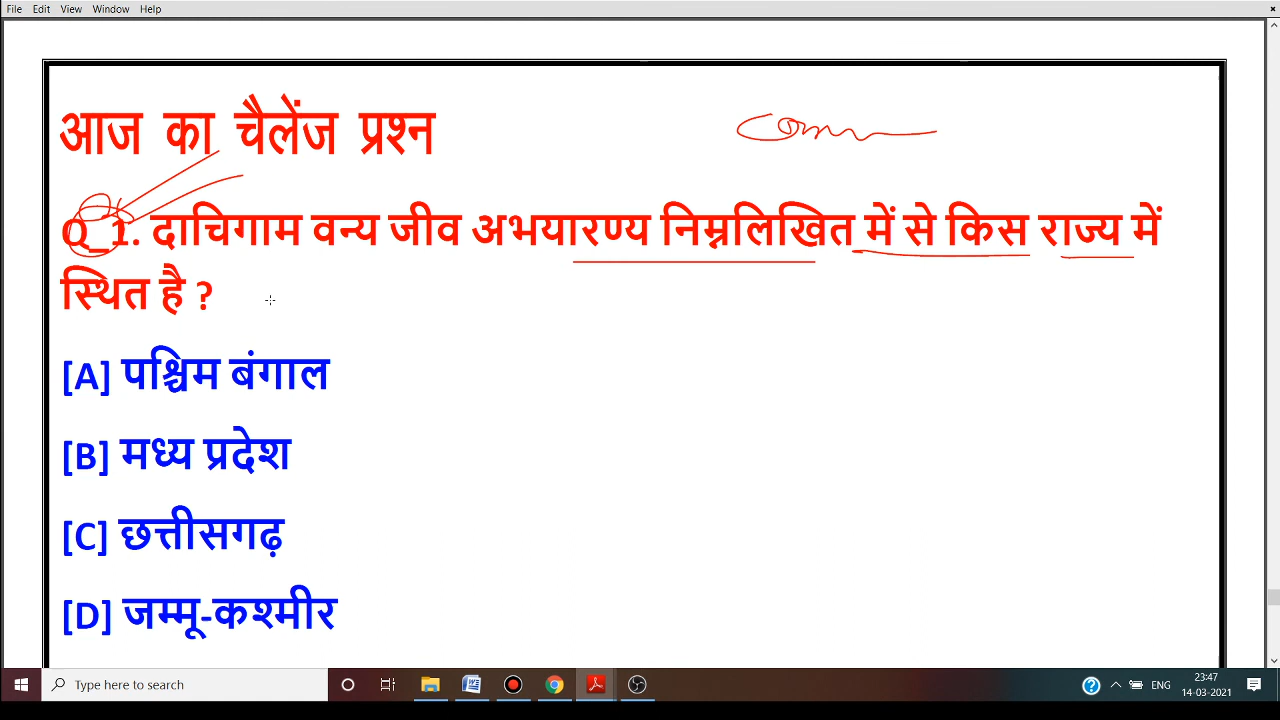 File Edit View Window Help
आज का चैलेंज प्रश्न
Q_1. दाचिगाम वन्य जीव अभयारण्य निम्नलिखित में से किस राज्य में
स्थित है ?
[A] पश्चिम बंगाल
[B] मध्य प्रदेश
[C] छत्तीसगढ़
[D] जम्मू-कश्मीर
Type here to search
ENG
23:47
14-03-2021